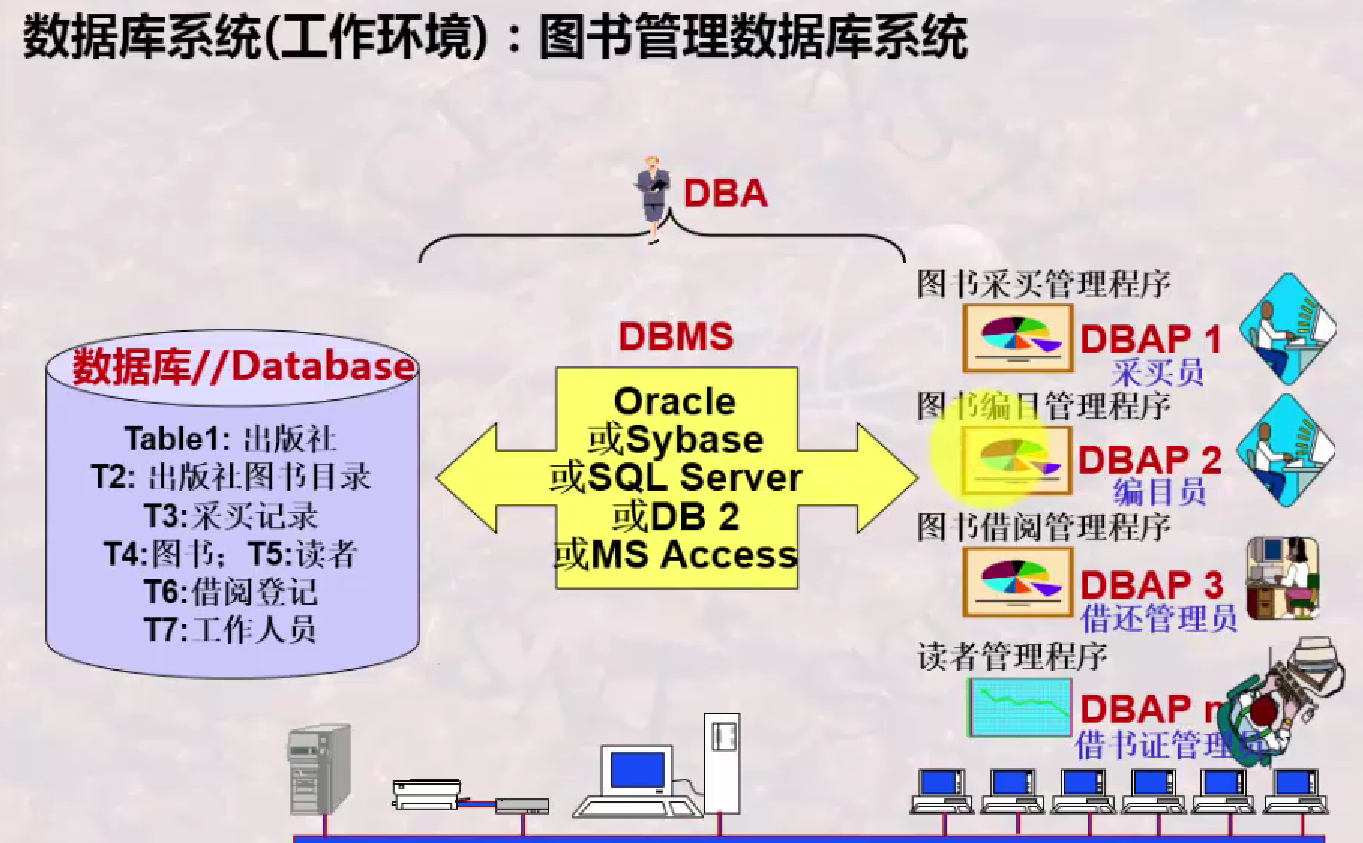 数据库系统(工作环境)：图书管理数据库系统
DBA
数据库//Database
Table1: 出版社
T2: 出版社图书目录
T3:采买记录
T4:图书；T5:读者
T6:借阅登记
T7:工作人员
DBMS
Oracle
或Sybase
或SQL Server
或DB 2
或MS Access
图书采买管理程序
DBAP 1
采买员
图书编目管理程序
DBAP 2
编目员
图书借阅管理程序
DBAP 3
借还管理员
读者管理程序
DBAP
借书证管理员